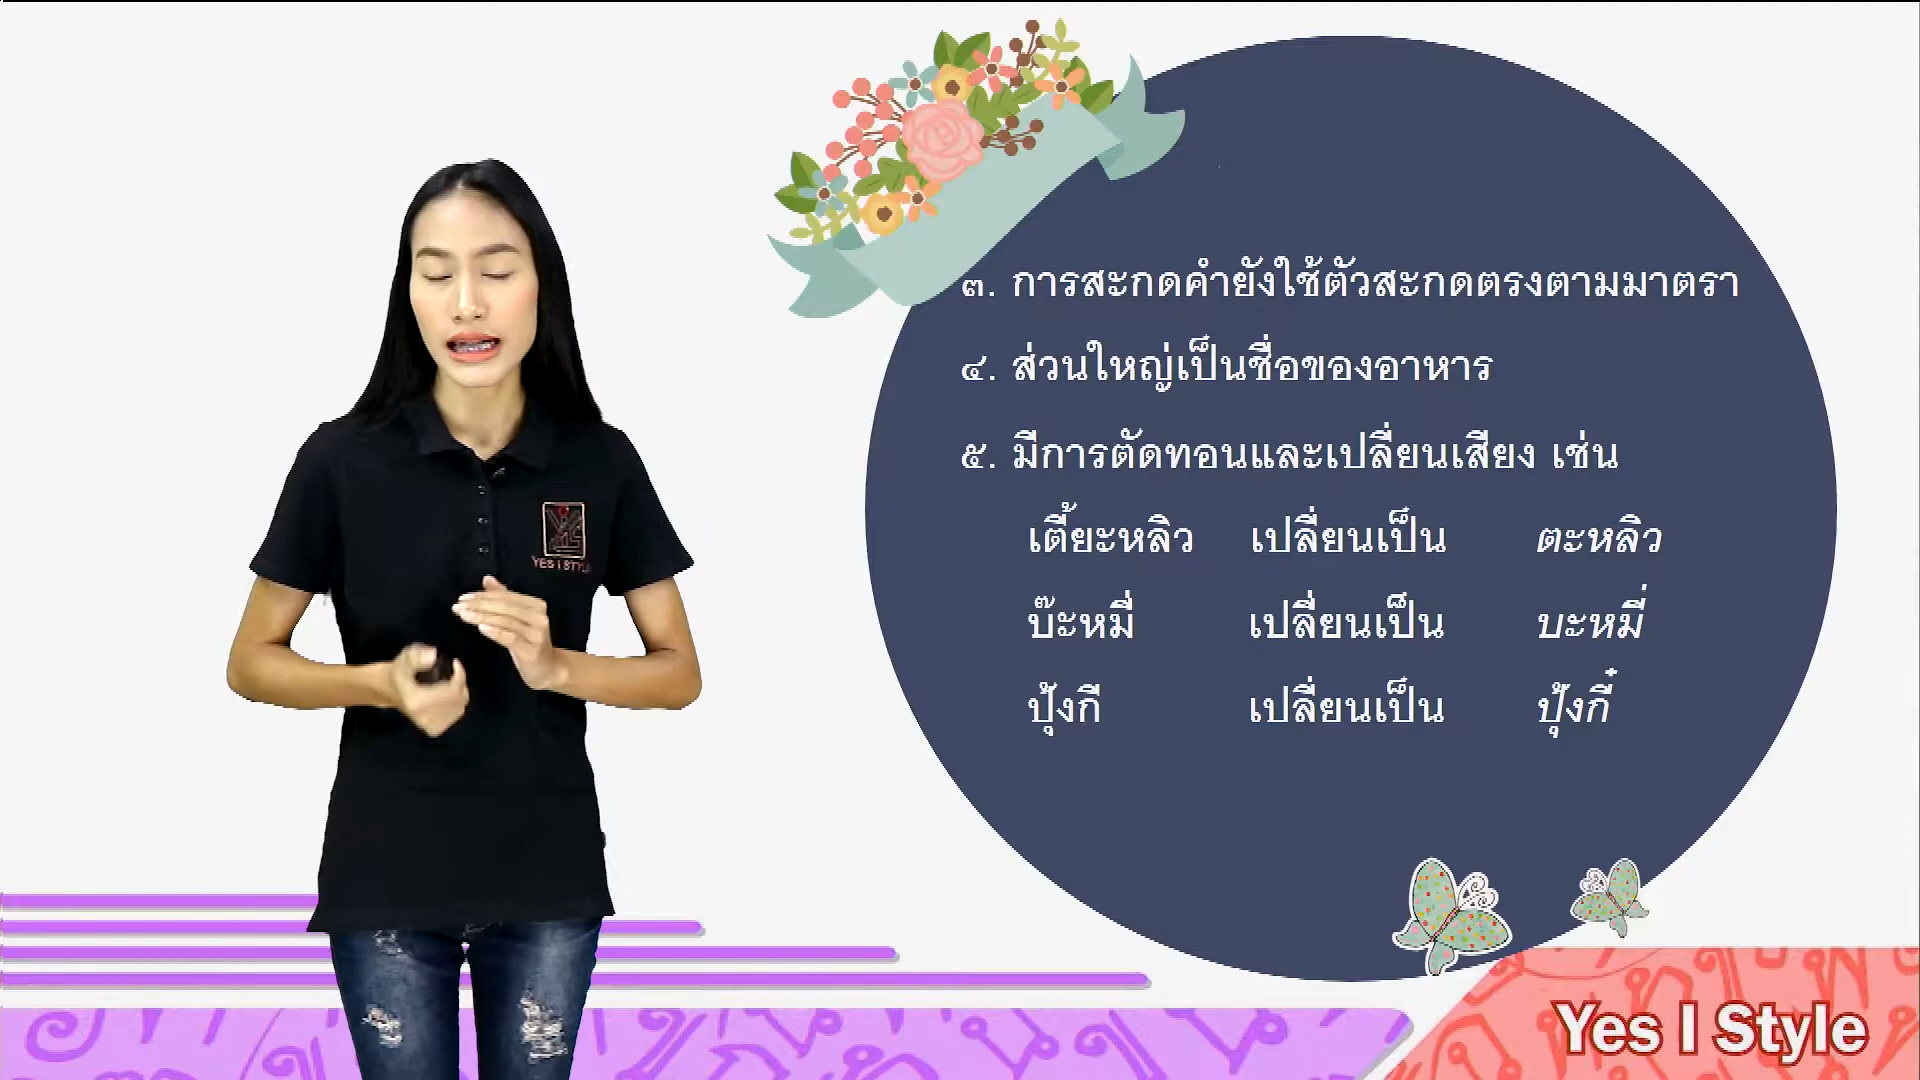 ๓. การสะกดคำยังใช้ตัวสะกดตรงตามมาตรา
๔. ส่วนใหญ่เป็นชื่อของอาหาร
๕. มีการตัดทอนและเปลี่ยนเสียง เช่น
เตี้ยะหลิว เปลี่ยนเป็น ตะหลิว
บ๊ะหมื่ เปลี่ยนเป็น บะหมี่
ปุ้งกี เปลี่ยนเป็น ปุ้งกี๋
YES I STYLE
Yes I Style